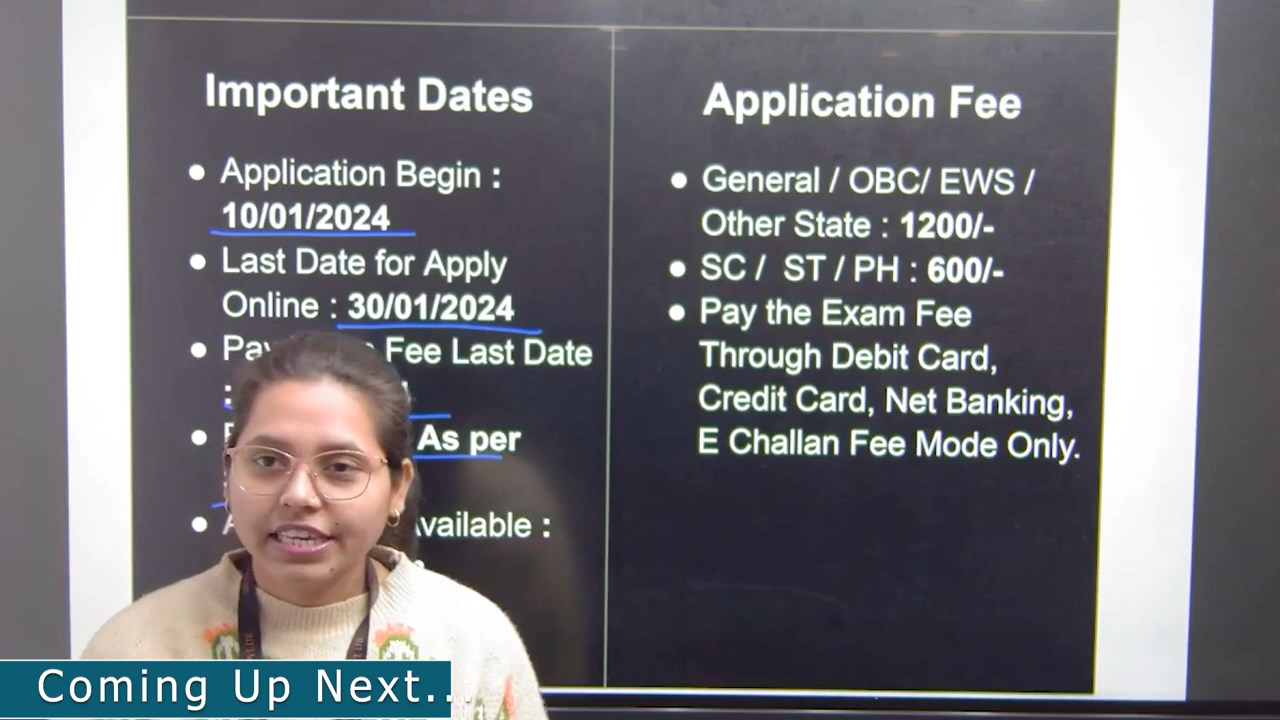 Important Dates
● Application Begin :
10/01/2024
● Last Date for Apply
Online : 30/01/2024
● Fee Last Date
:
● As per
● Available :
Application Fee
● General / OBC/ EWS /
Other State : 1200/-
● SC / ST / PH : 600/-
● Pay the Exam Fee
Through Debit Card,
Credit Card, Net Banking,
E Challan Fee Mode Only.
Coming Up Next...